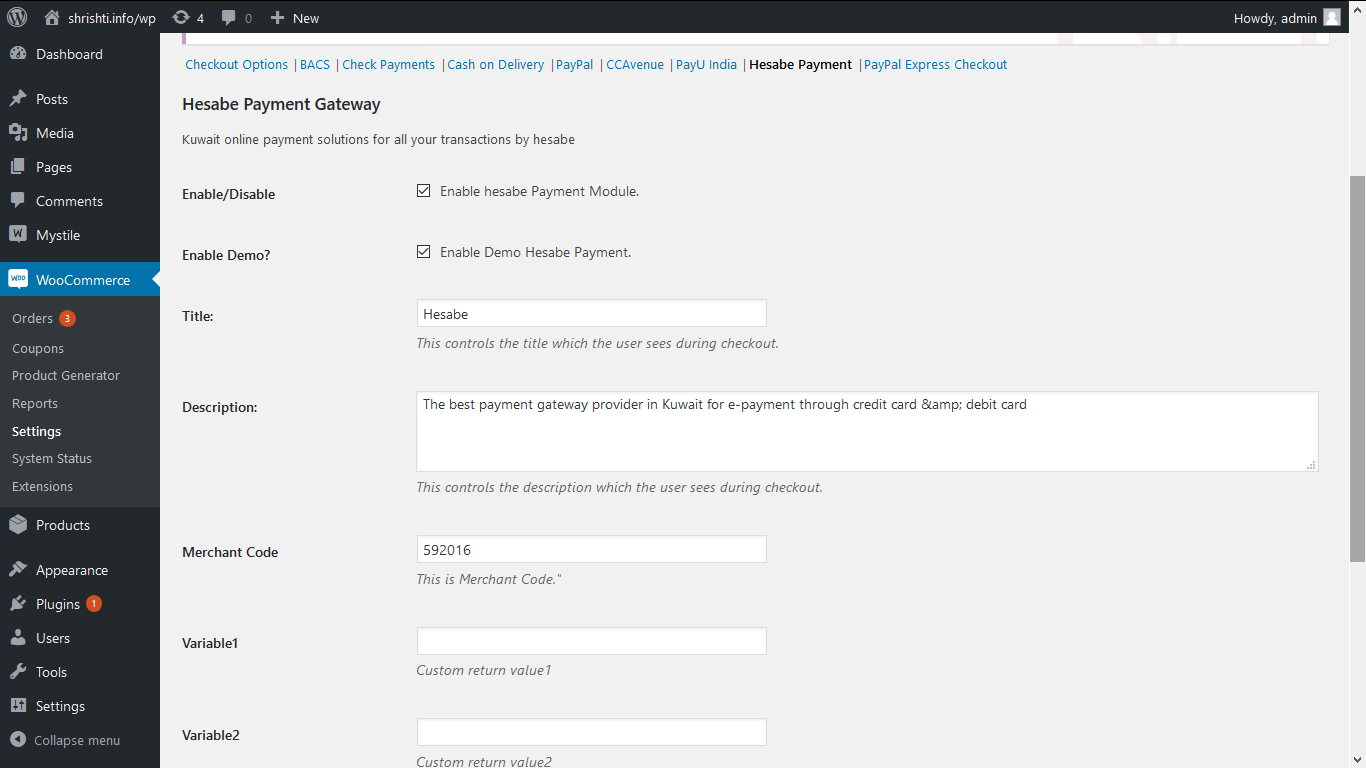 shrishti.info/wp 4 0 New Howdy, admin
Dashboard
Posts
Media
Pages
Comments
Mystile
WooCommerce
Orders 3
Coupons
Product Generator
Reports
Settings
System Status
Extensions
Products
Appearance
Plugins 1
Users
Tools
Settings
Collapse menu
Checkout Options | BACS | Check Payments | Cash on Delivery | PayPal | CCAvenue | PayU India | Hesabe Payment | PayPal Express Checkout
Hesabe Payment Gateway
Kuwait online payment solutions for all your transactions by hesabe
Enable/Disable Enable hesabe Payment Module.
Enable Demo? Enable Demo Hesabe Payment.
Title: Hesabe
This controls the title which the user sees during checkout.
Description: The best payment gateway provider in Kuwait for e-payment through credit card &amp; debit card
This controls the description which the user sees during checkout.
Merchant Code 592016
This is Merchant Code."
Variable1
Custom return value1
Variable2
Custom return value2